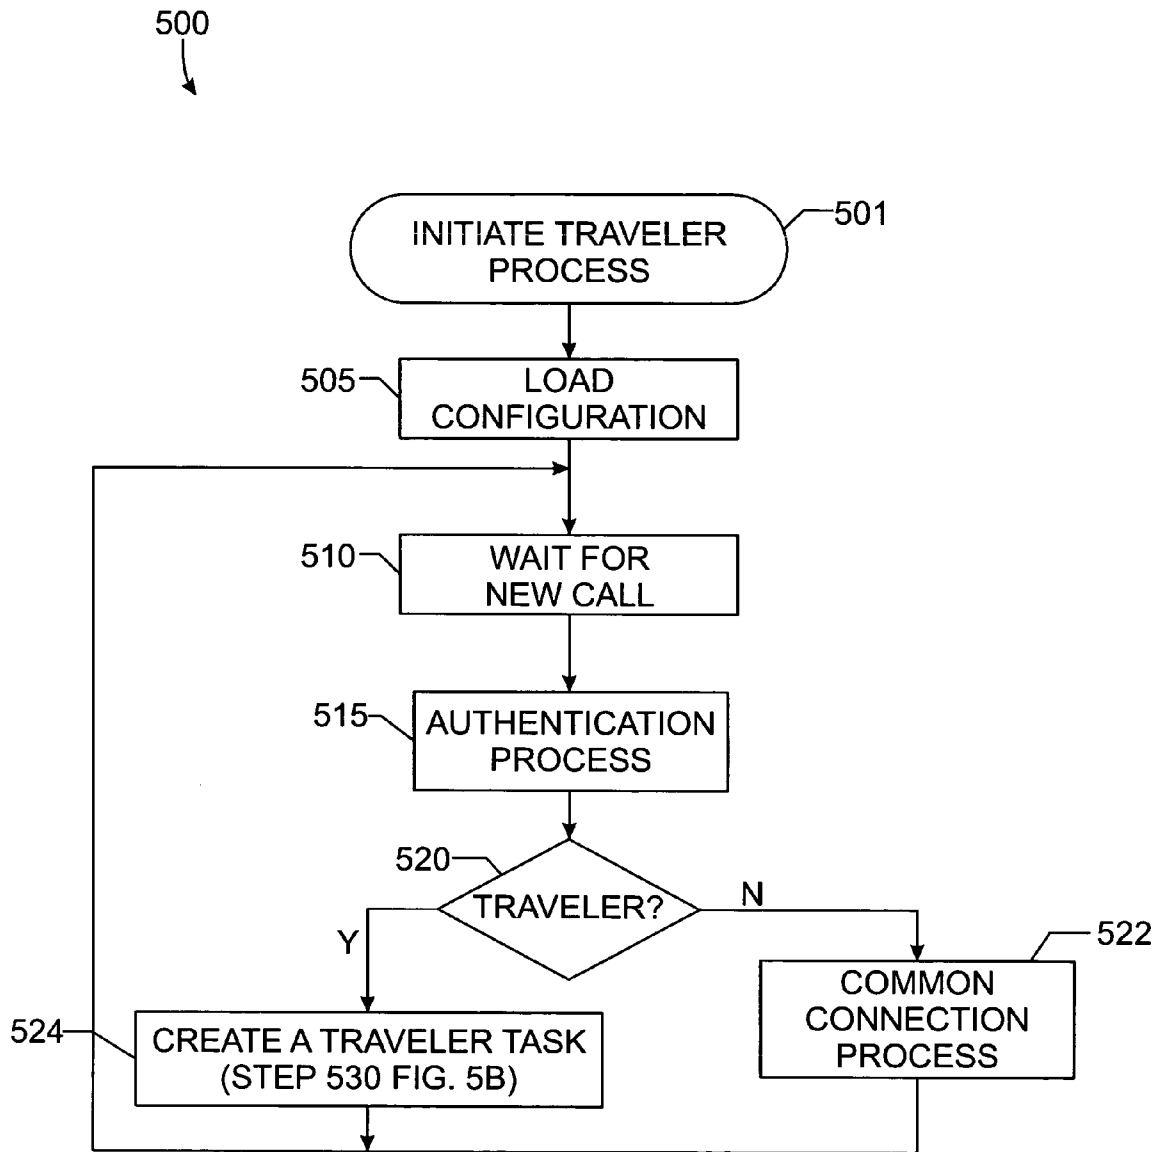 500
INITIATE TRAVELER
PROCESS
501
505
LOAD
CONFIGURATION
510
WAIT FOR
NEW CALL
515
AUTHENTICATION
PROCESS
520
TRAVELER?
N
Y
522
COMMON
CONNECTION
PROCESS
524
CREATE A TRAVELER TASK
(STEP 530 FIG. 5B)